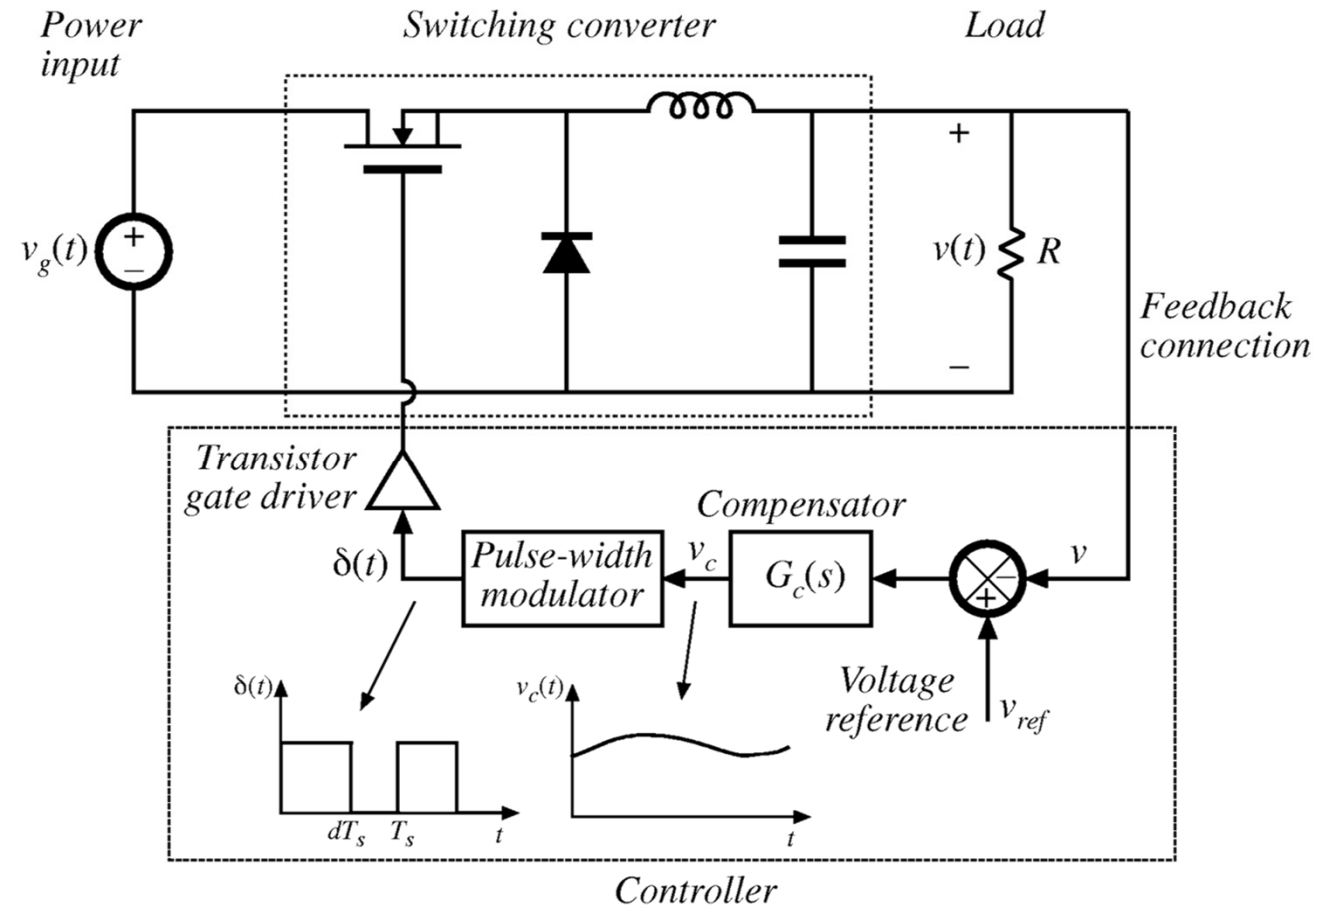 Power
input
Switching converter
Load
+
v_g(t)
+
–
v(t)
R
–
Feedback
connection
Transistor
gate driver
Compensator
δ(t)
Pulse-width
modulator
v_c
G_c(s)
–
+
v
Voltage
reference
v_ref
δ(t)
dT_s
T_s
t
v_c(t)
t
Controller